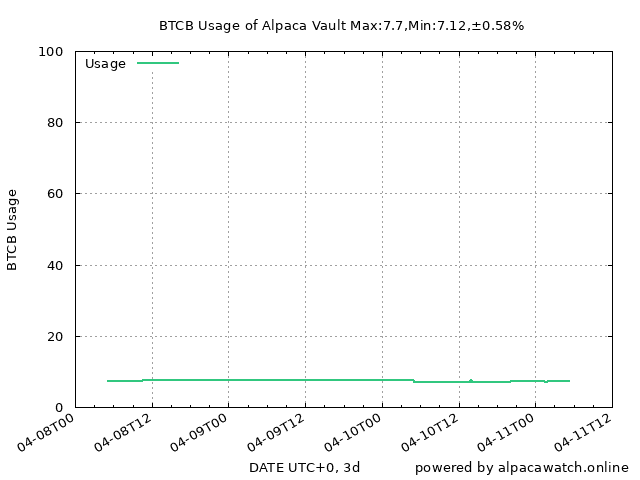 BTCB Usage of Alpaca Vault Max:7.7,Min:7.12,±0.58%
Usage
BTCB Usage
100
80
60
40
20
0
04-08T00
04-08T12
04-09T00
04-09T12
04-10T00
04-10T12
04-11T00
04-11T12
DATE UTC+0, 3d
powered by alpacawatch.online